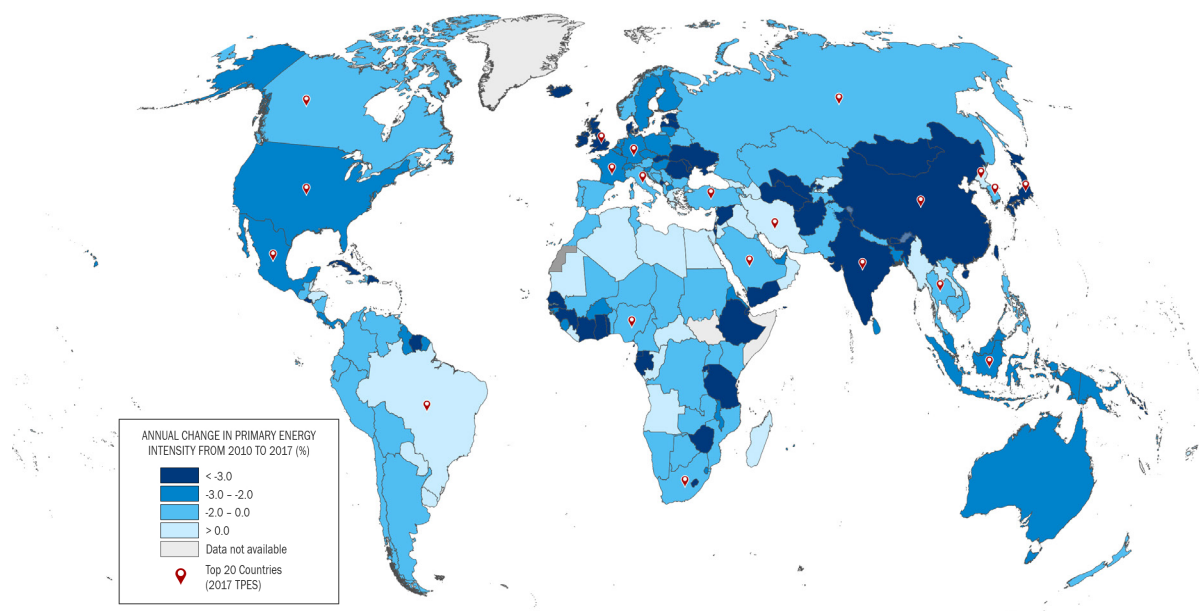 ANNUAL CHANGE IN PRIMARY ENERGY
INTENSITY FROM 2010 TO 2017 (%)
< -3.0
-3.0 – -2.0
-2.0 – 0.0
> 0.0
Data not available
Top 20 Countries
(2017 TPES)